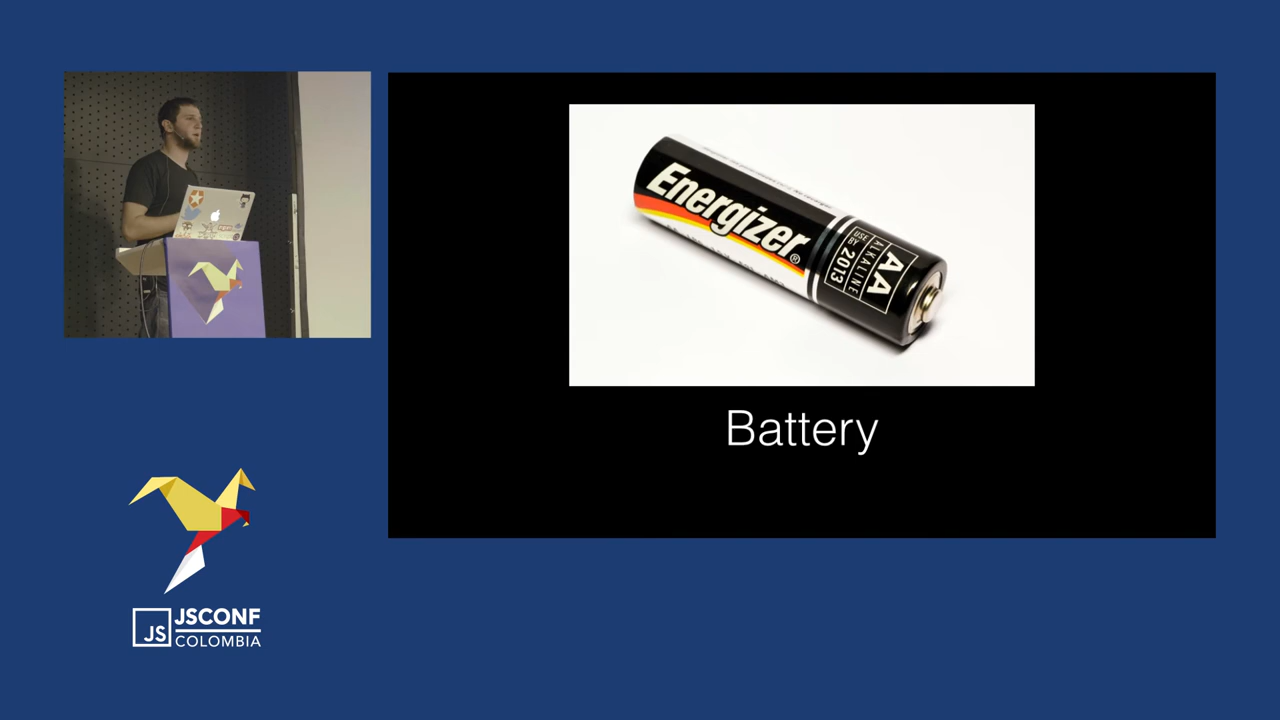 Energizer®
USE BY 2013
ALKALINE
AA
Battery
JS
JSCONF
COLOMBIA